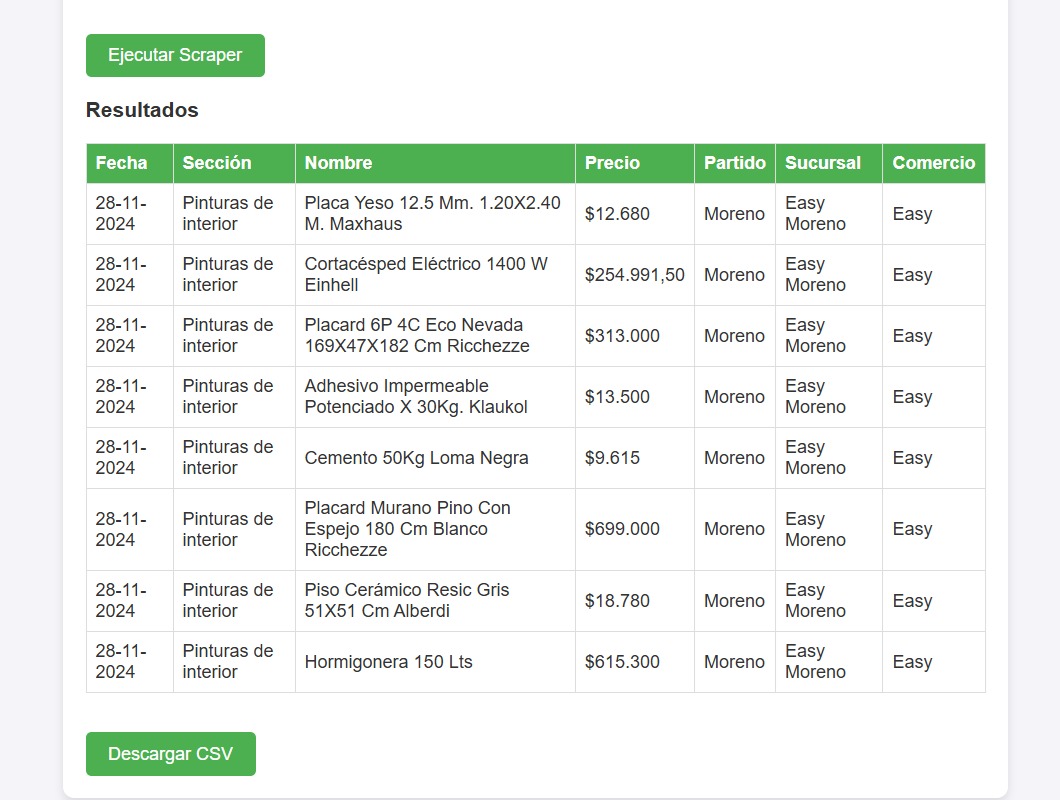 Ejecutar Scraper
Resultados
Fecha Sección Nombre Precio Partido Sucursal Comercio
28-11-2024 Pinturas de interior Placa Yeso 12.5 Mm. 1.20X2.40 M. Maxhaus $12.680 Moreno Easy Moreno Easy
28-11-2024 Pinturas de interior Cortacésped Eléctrico 1400 W Einhell $254.991,50 Moreno Easy Moreno Easy
28-11-2024 Pinturas de interior Placard 6P 4C Eco Nevada 169X47X182 Cm Ricchezze $313.000 Moreno Easy Moreno Easy
28-11-2024 Pinturas de interior Adhesivo Impermeable Potenciado X 30Kg. Klaukol $13.500 Moreno Easy Moreno Easy
28-11-2024 Pinturas de interior Cemento 50Kg Loma Negra $9.615 Moreno Easy Moreno Easy
28-11-2024 Pinturas de interior Placard Murano Pino Con Espejo 180 Cm Blanco Ricchezze $699.000 Moreno Easy Moreno Easy
28-11-2024 Pinturas de interior Piso Cerámico Resic Gris 51X51 Cm Alberdi $18.780 Moreno Easy Moreno Easy
28-11-2024 Pinturas de interior Hormigonera 150 Lts $615.300 Moreno Easy Moreno Easy
Descargar CSV